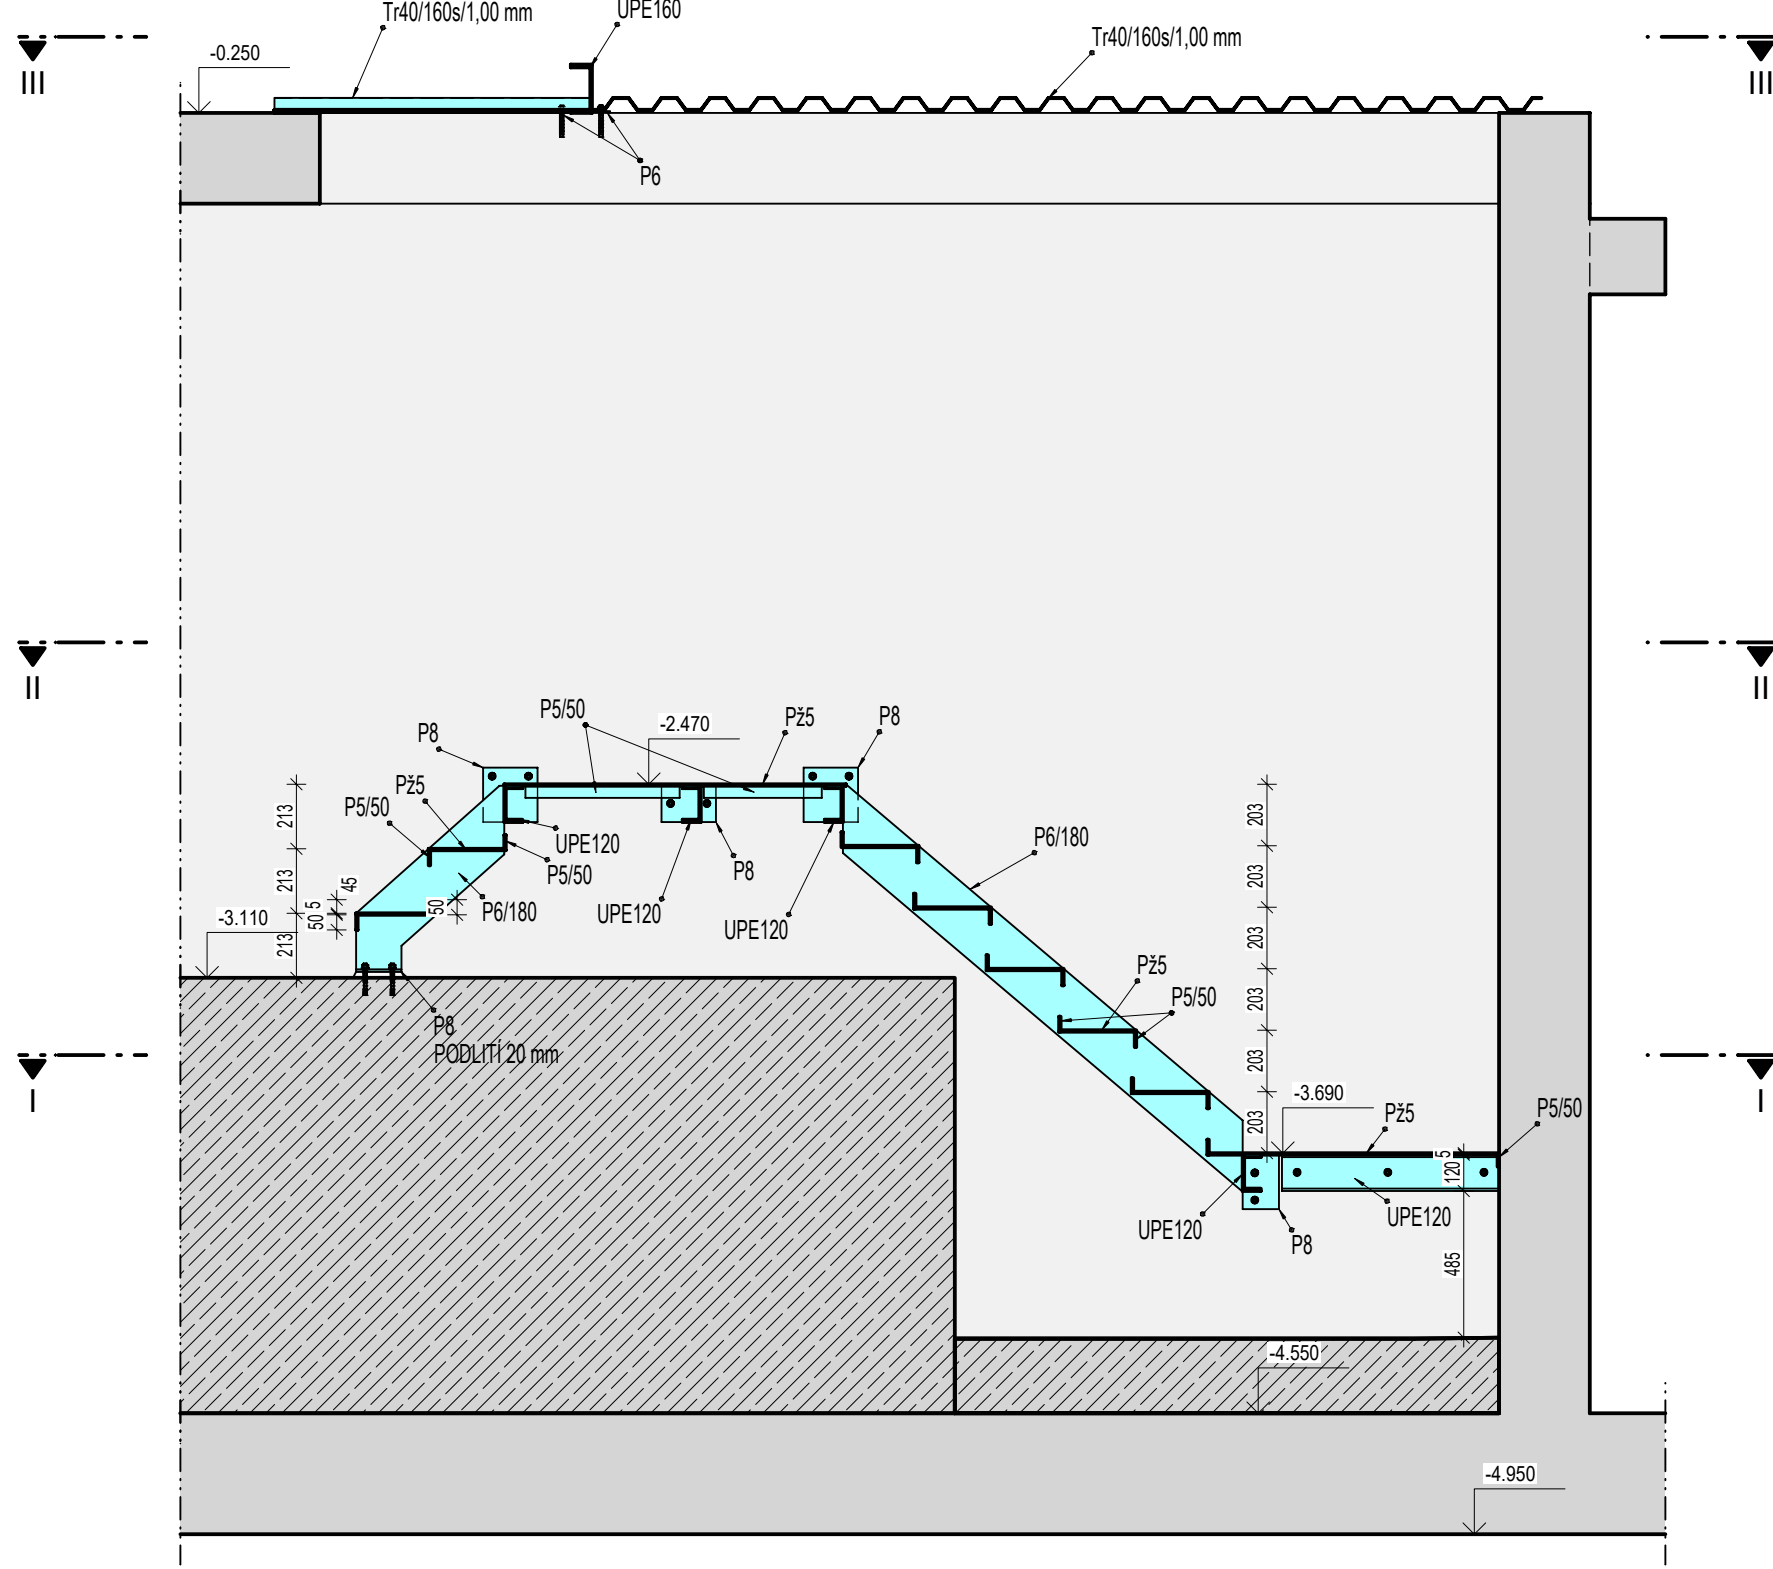 Tr40/160s/1,00 mm
UPE160
Tr40/160s/1,00 mm
-0.250
III
III
P6
II
II
P5/50
-2.470
Pž5
P8
P8
Pž5
P5/50
213
213
213
45
5
50
50
UPE120
P5/50
P8
P6/180
UPE120
UPE120
P6/180
-3.110
203
203
203
203
203
203
Pž5
P5/50
P8
PODLITÍ 20 mm
I
I
-3.690
Pž5
P5/50
5
120
UPE120
UPE120
P8
485
-4.550
-4.950